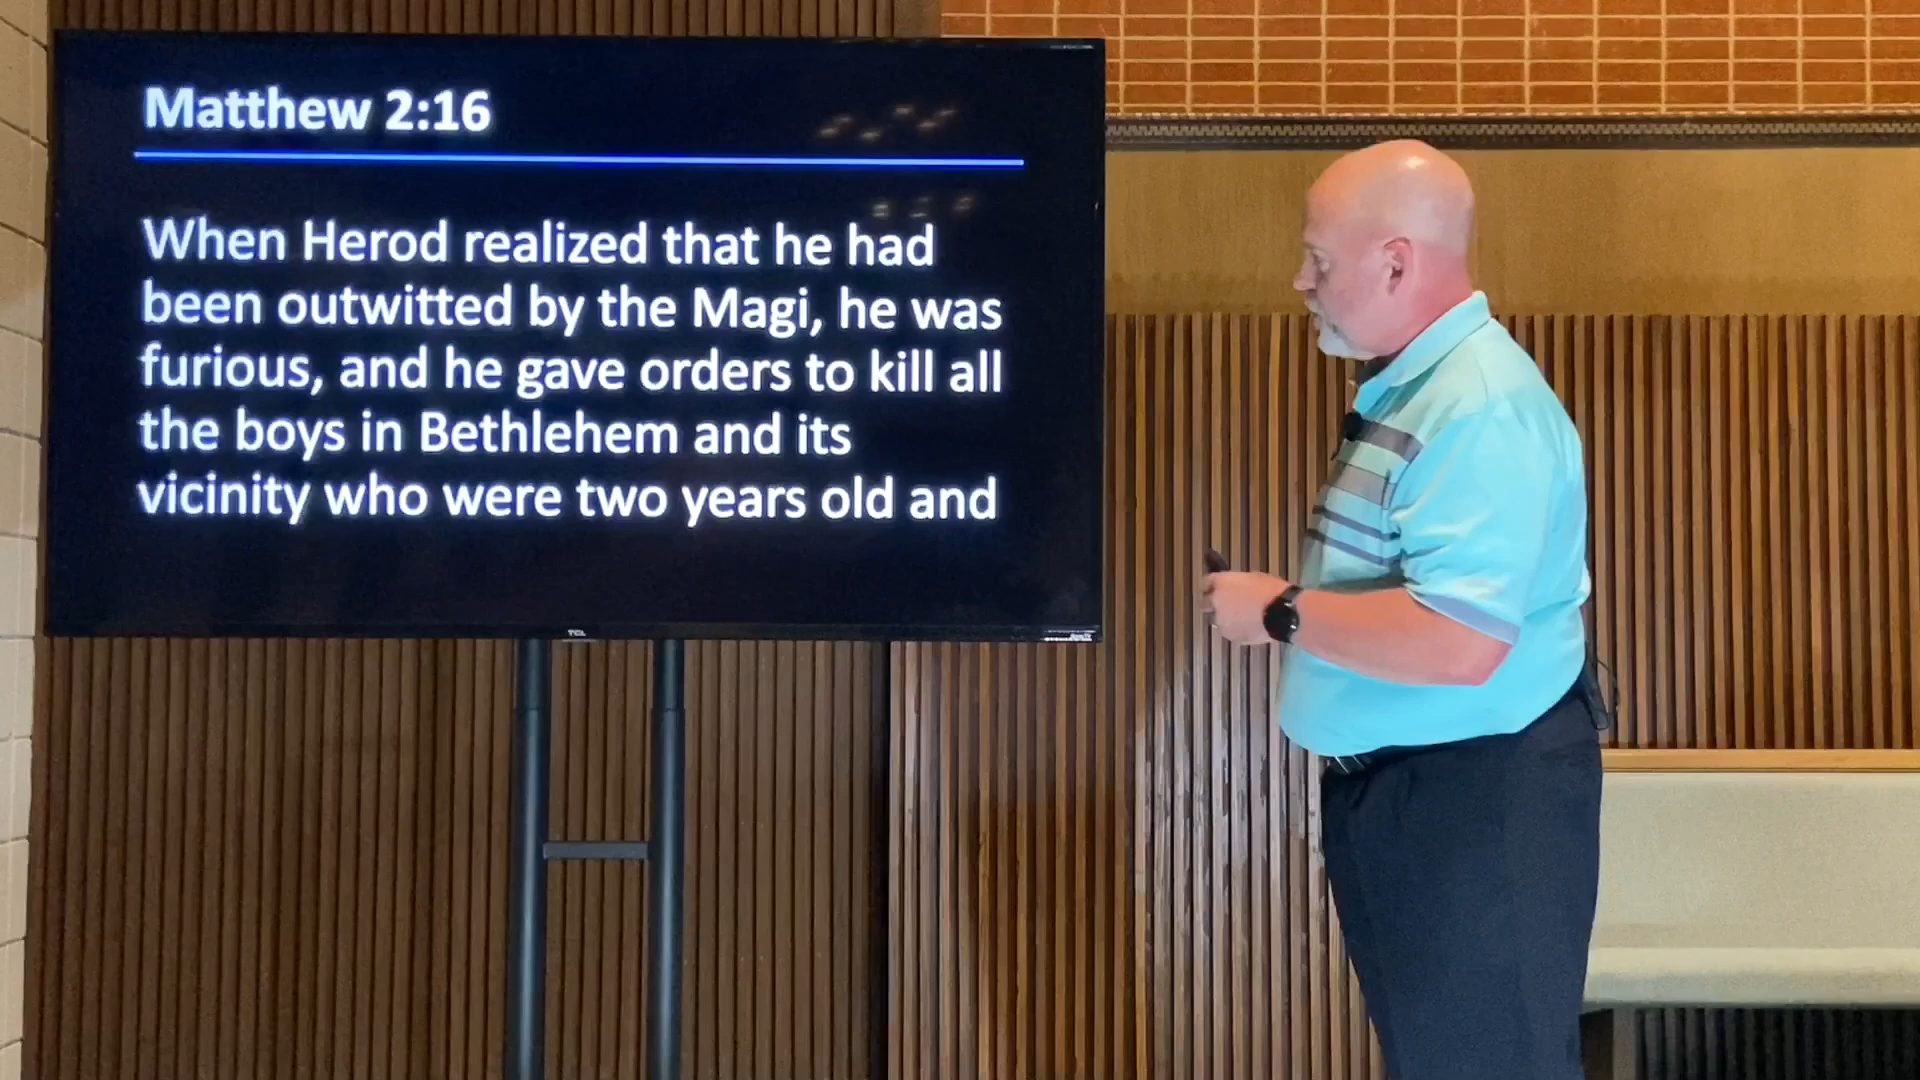 Matthew 2:16
When Herod realized that he had
been outwitted by the Magi, he was
furious, and he gave orders to kill all
the boys in Bethlehem and its
vicinity who were two years old and
TCL